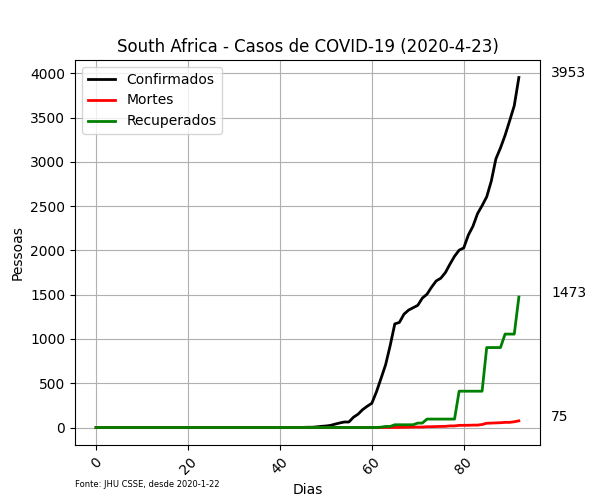 South Africa - Casos de COVID-19 (2020-4-23)
Confirmados
Mortes
Recuperados
4000
3500
3000
2500
2000
1500
1000
500
0
Pessoas
3953
1473
75
0
20
40
60
80
Dias
Fonte: JHU CSSE, desde 2020-1-22